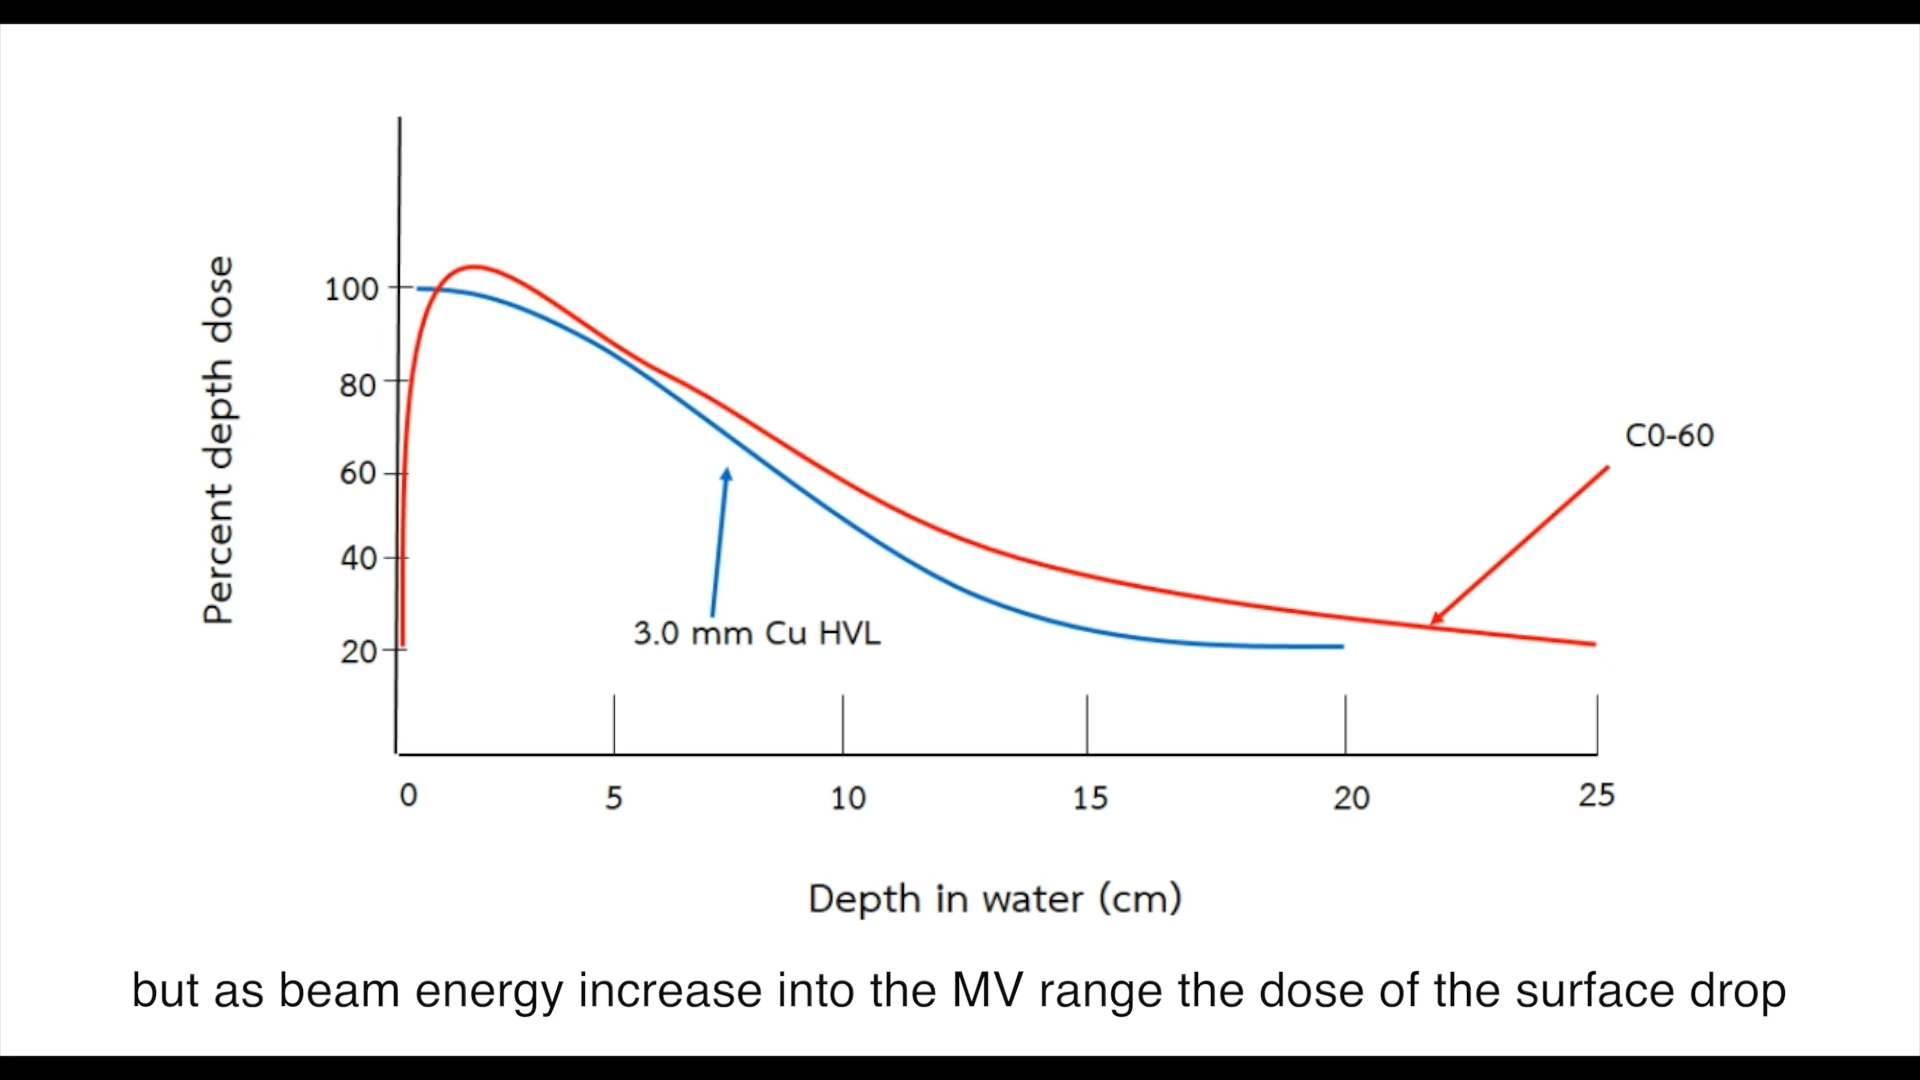 Percent depth dose
100
80
60
40
20
C0-60
3.0 mm Cu HVL
0 5 10 15 20 25
Depth in water (cm)
but as beam energy increase into the MV range the dose of the surface drop